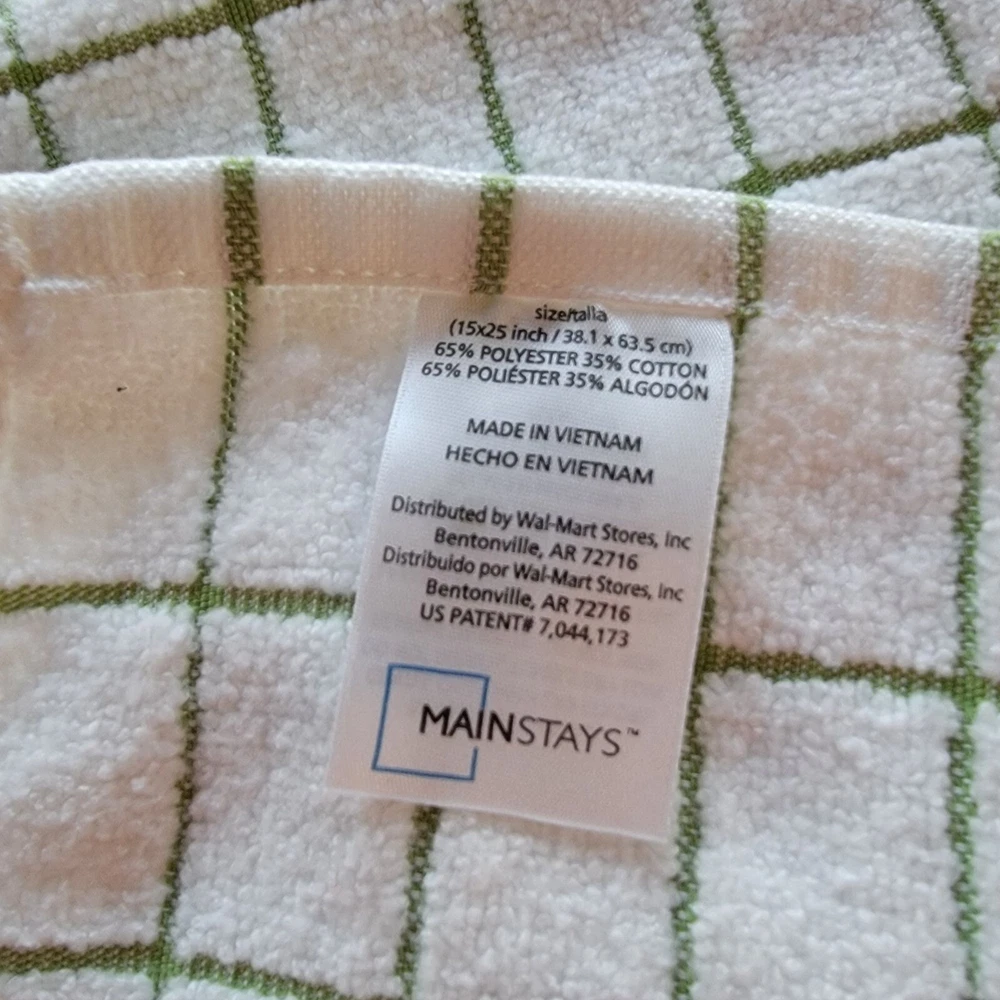 size/talla
(15x25 inch / 38.1 x 63.5 cm)
65% POLYESTER 35% COTTON
65% POLIÉSTER 35% ALGODÓN
MADE IN VIETNAM
HECHO EN VIETNAM
Distributed by Wal-Mart Stores, Inc
Bentonville, AR 72716
Distribuido por Wal-Mart Stores, Inc
Bentonville, AR 72716
US PATENT# 7,044,173
MAINSTAYS™